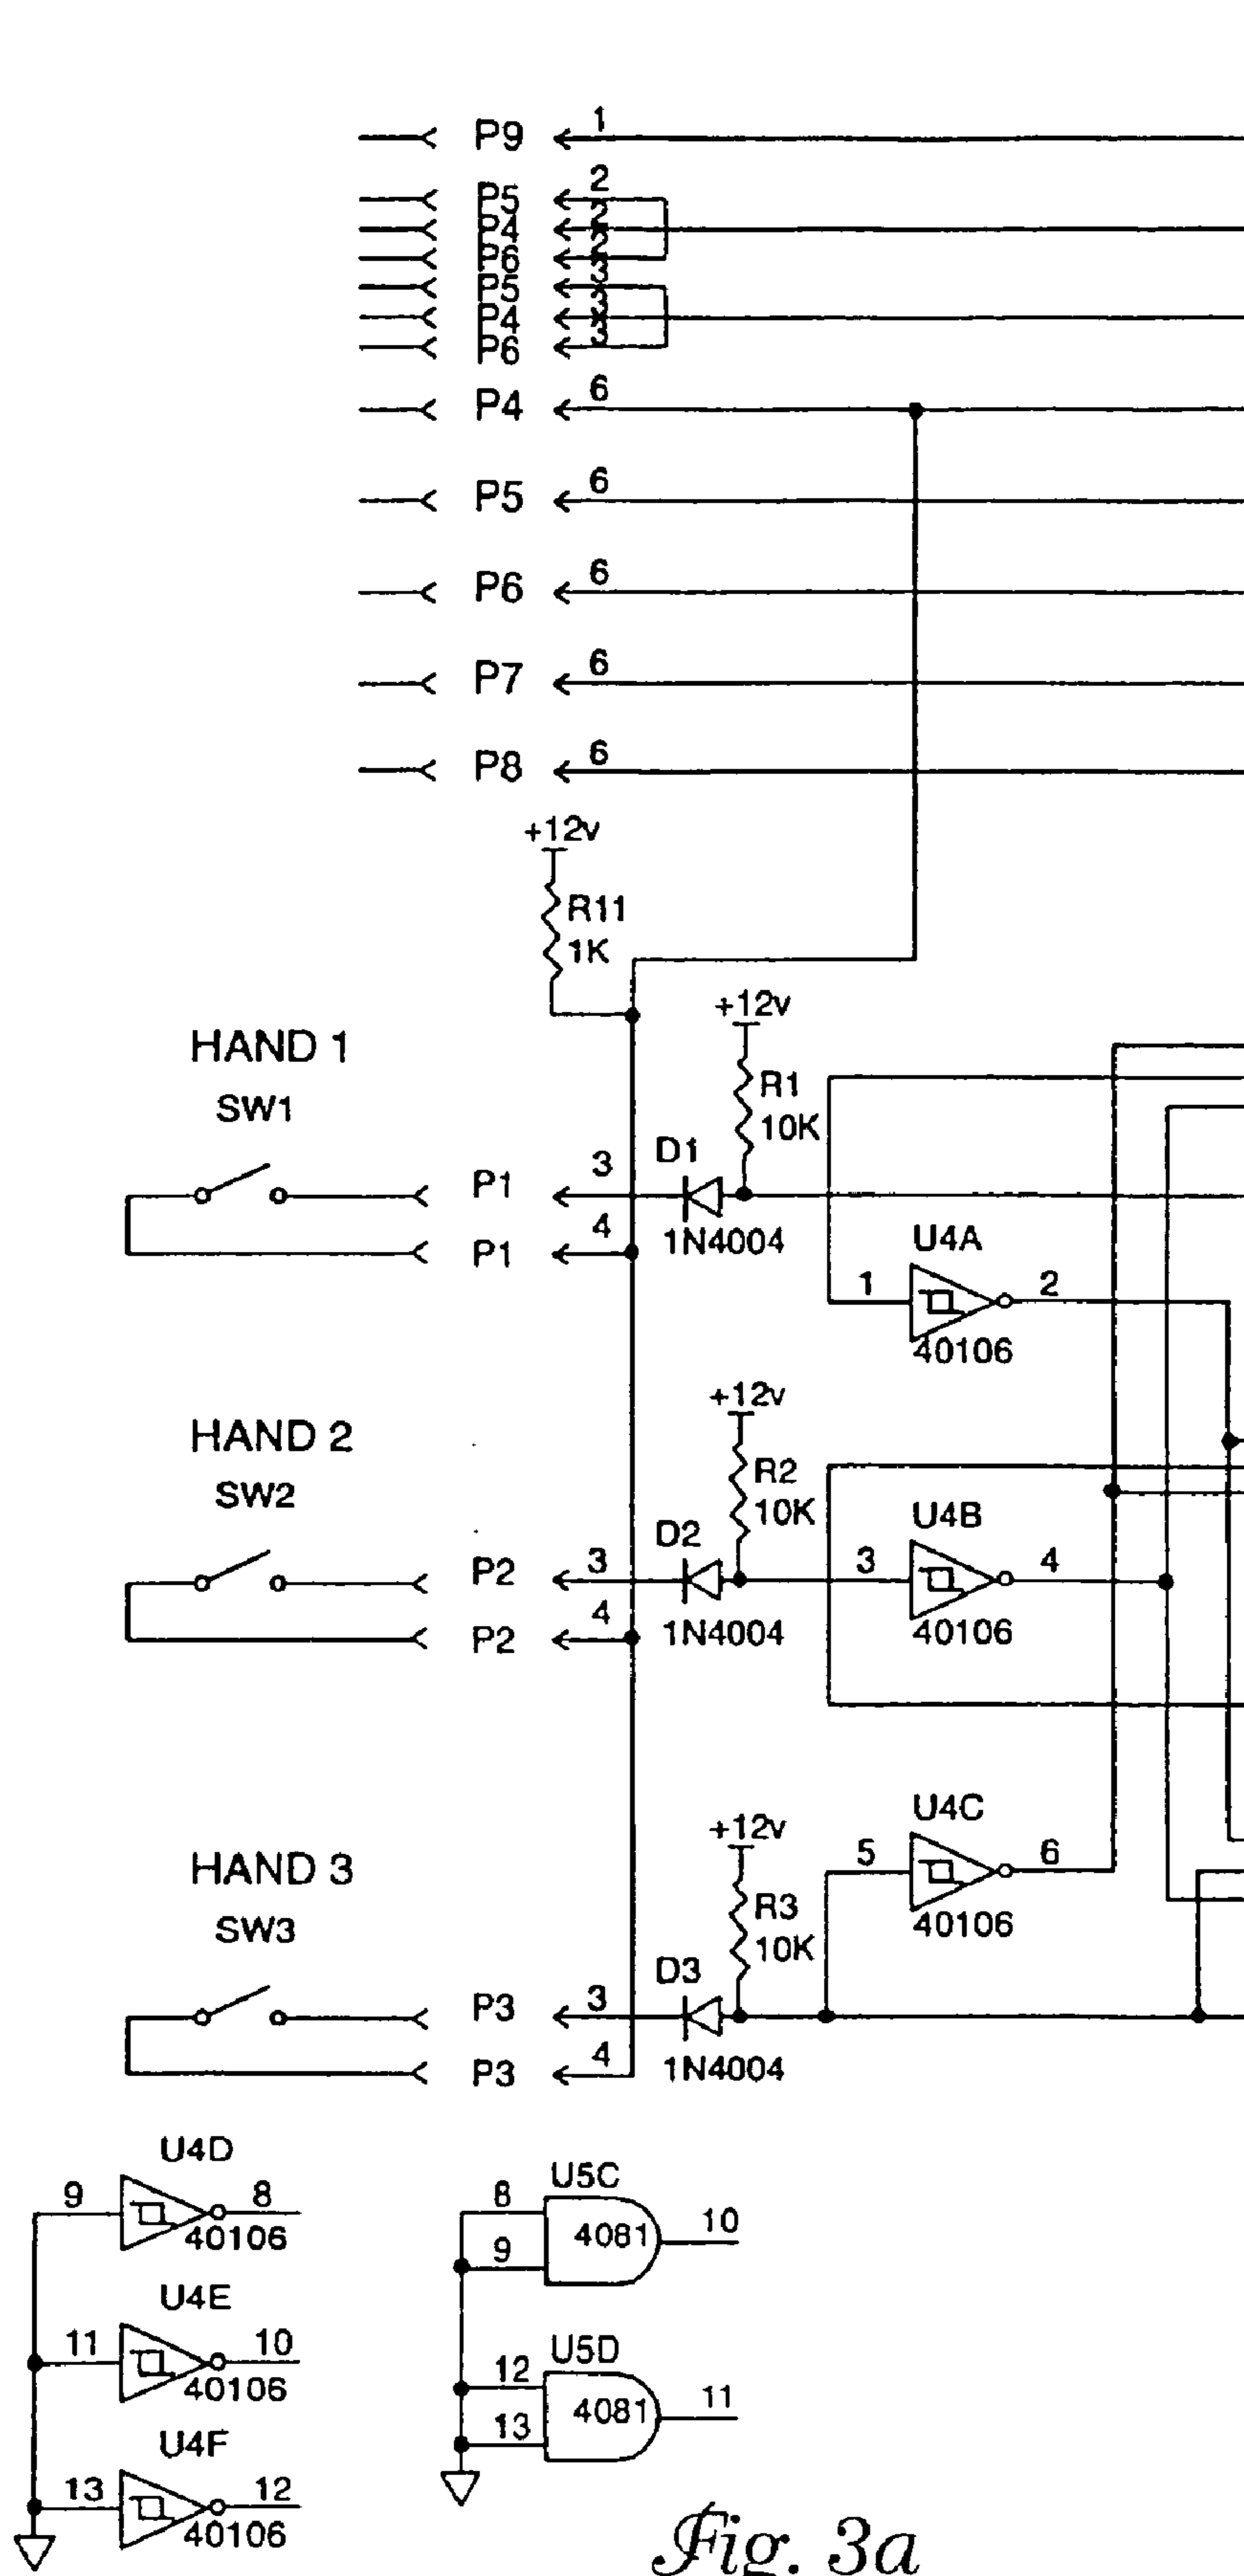 P9 1
P5 2
P4 2
P6 2
P5 3
P4 3
P6 3
P4 6
P5 6
P6 6
P7 6
P8 6
+12v
R11
1K
+12v
HAND 1
SW1
R1
10K
D1
P1 3
1N4004
P1 4
U4A
1 2
40106
+12v
HAND 2
SW2
R2
10K
D2
U4B
P2 3
3 4
1N4004
40106
P2 4
U4C
+12v
5 6
HAND 3
SW3
R3
10K
40106
D3
P3 3
1N4004
P3 4
U4D
9 8
40106
U5C
8
9
4081
10
U4E
11 10
40106
U5D
12
13
4081
11
U4F
13 12
40106
Fig. 3a